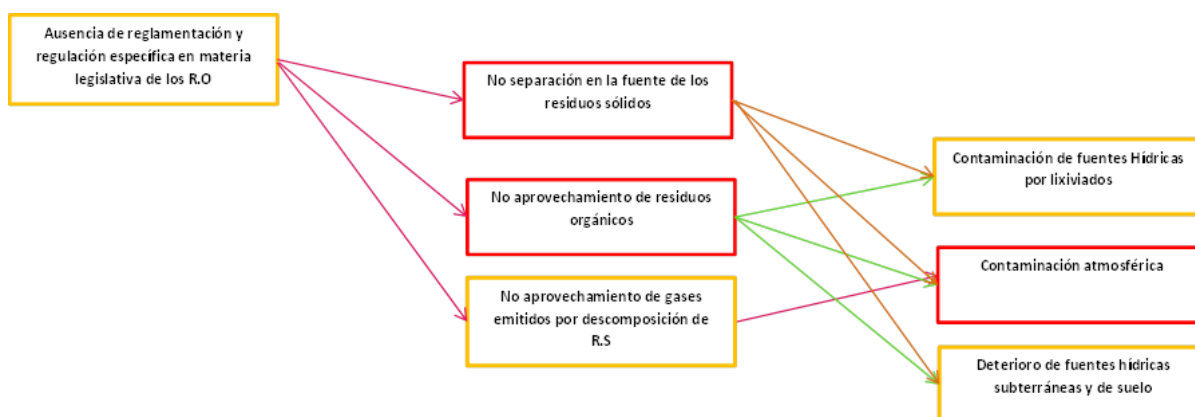 Ausencia de reglamentación y
regulación específica en materia
legislativa de los R.O
No separación en la fuente de los
residuos sólidos
No aprovechamiento de residuos
orgánicos
No aprovechamiento de gases
emitidos por descomposición de
R.S
Contaminación de fuentes Hídricas
por lixiviados
Contaminación atmosférica
Deterioro de fuentes hídricas
subterráneas y de suelo